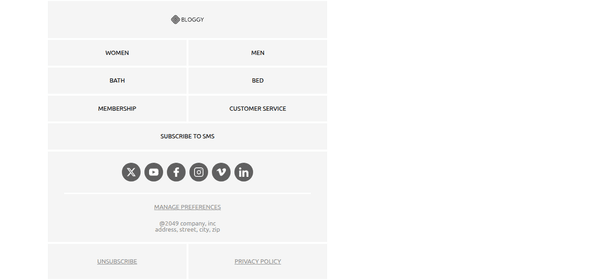 BLOGGY
WOMEN
MEN
BATH
BED
MEMBERSHIP
CUSTOMER SERVICE
SUBSCRIBE TO SMS
MANAGE PREFERENCES
@2049 company, inc
address, street, city, zip
UNSUBSCRIBE
PRIVACY POLICY